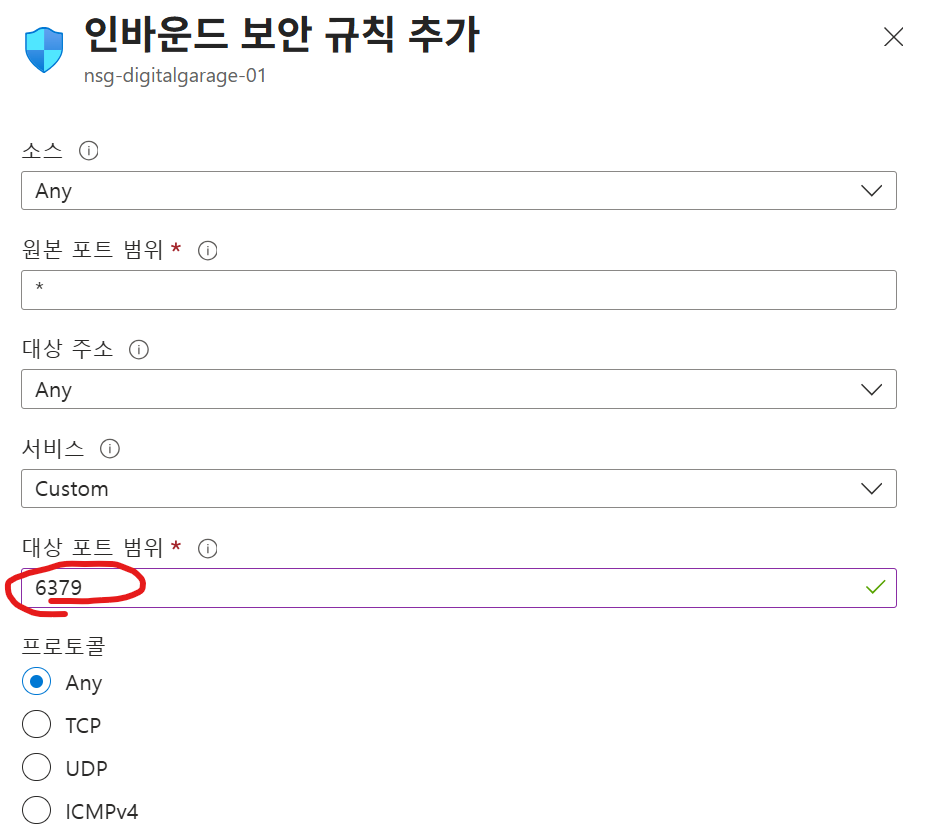 인바운드 보안 규칙 추가
nsg-digitalgarage-01
소스
Any
원본 포트 범위 *
*
대상 주소
Any
서비스
Custom
대상 포트 범위 *
6379
프로토콜
Any
TCP
UDP
ICMPv4